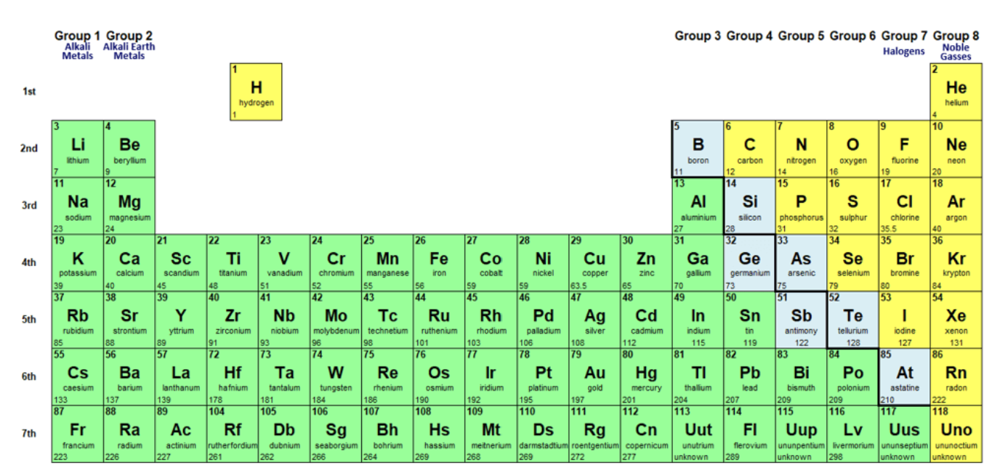 Group 1 Group 2 Group 3 Group 4 Group 5 Group 6 Group 7 Group 8
Alkali Alkali Earth Halogens Noble
Metals Metals Gasses
1 2
1st H He
hydrogen helium
1 4
3 4 5 6 7 8 9 10
2nd Li Be B C N O F Ne
lithium beryllium boron carbon nitrogen oxygen fluorine neon
7 9 11 12 14 16 19 20
11 12 13 14 15 16 17 18
3rd Na Mg Al Si P S Cl Ar
sodium magnesium aluminium silicon phosphorus sulphur chlorine argon
23 24 27 28 31 32 35.5 40
19 20 21 22 23 24 25 26 27 28 29 30 31 32 33 34 35 36
4th K Ca Sc Ti V Cr Mn Fe Co Ni Cu Zn Ga Ge As Se Br Kr
potassium calcium scandium titanium vanadium chromium manganese iron cobalt nickel copper zinc gallium germanium arsenic selenium bromine krypton
39 40 45 48 51 52 55 56 59 59 63.5 65 70 73 75 79 80 84
37 38 39 40 41 42 43 44 45 46 47 48 49 50 51 52 53 54
5th Rb Sr Y Zr Nb Mo Tc Ru Rh Pd Ag Cd In Sn Sb Te I Xe
rubidium strontium yttrium zirconium niobium molybdenum technetium ruthenium rhodium palladium silver cadmium indium tin antimony tellurium iodine xenon
85 88 89 91 93 96 98 101 103 106 108 112 115 119 122 128 127 131
55 56 57 72 73 74 75 76 77 78 79 80 81 82 83 84 85 86
6th Cs Ba La Hf Ta W Re Os Ir Pt Au Hg Tl Pb Bi Po At Rn
caesium barium lanthanum hafnium tantalum tungsten rhenium osmium iridium platinum gold mercury thallium lead bismuth polonium astatine radon
133 137 139 178 181 184 186 190 192 195 197 201 204 207 209 209 210 222
87 88 89 104 105 106 107 108 109 110 111 112 113 114 115 116 117 118
7th Fr Ra Ac Rf Db Sg Bh Hs Mt Ds Rg Cn Uut Fl Uup Lv Uus Uno
francium radium actinium rutherfordium dubnium seaborgium bohrium hassium meitnerium darmstadtium roentgentium copernicum unutrium flerovium ununpentium livermorium ununseptium ununoctium
223 226 227 261 262 266 264 269 268 269 272 277 unknown 289 unknown 298 unknown unknown